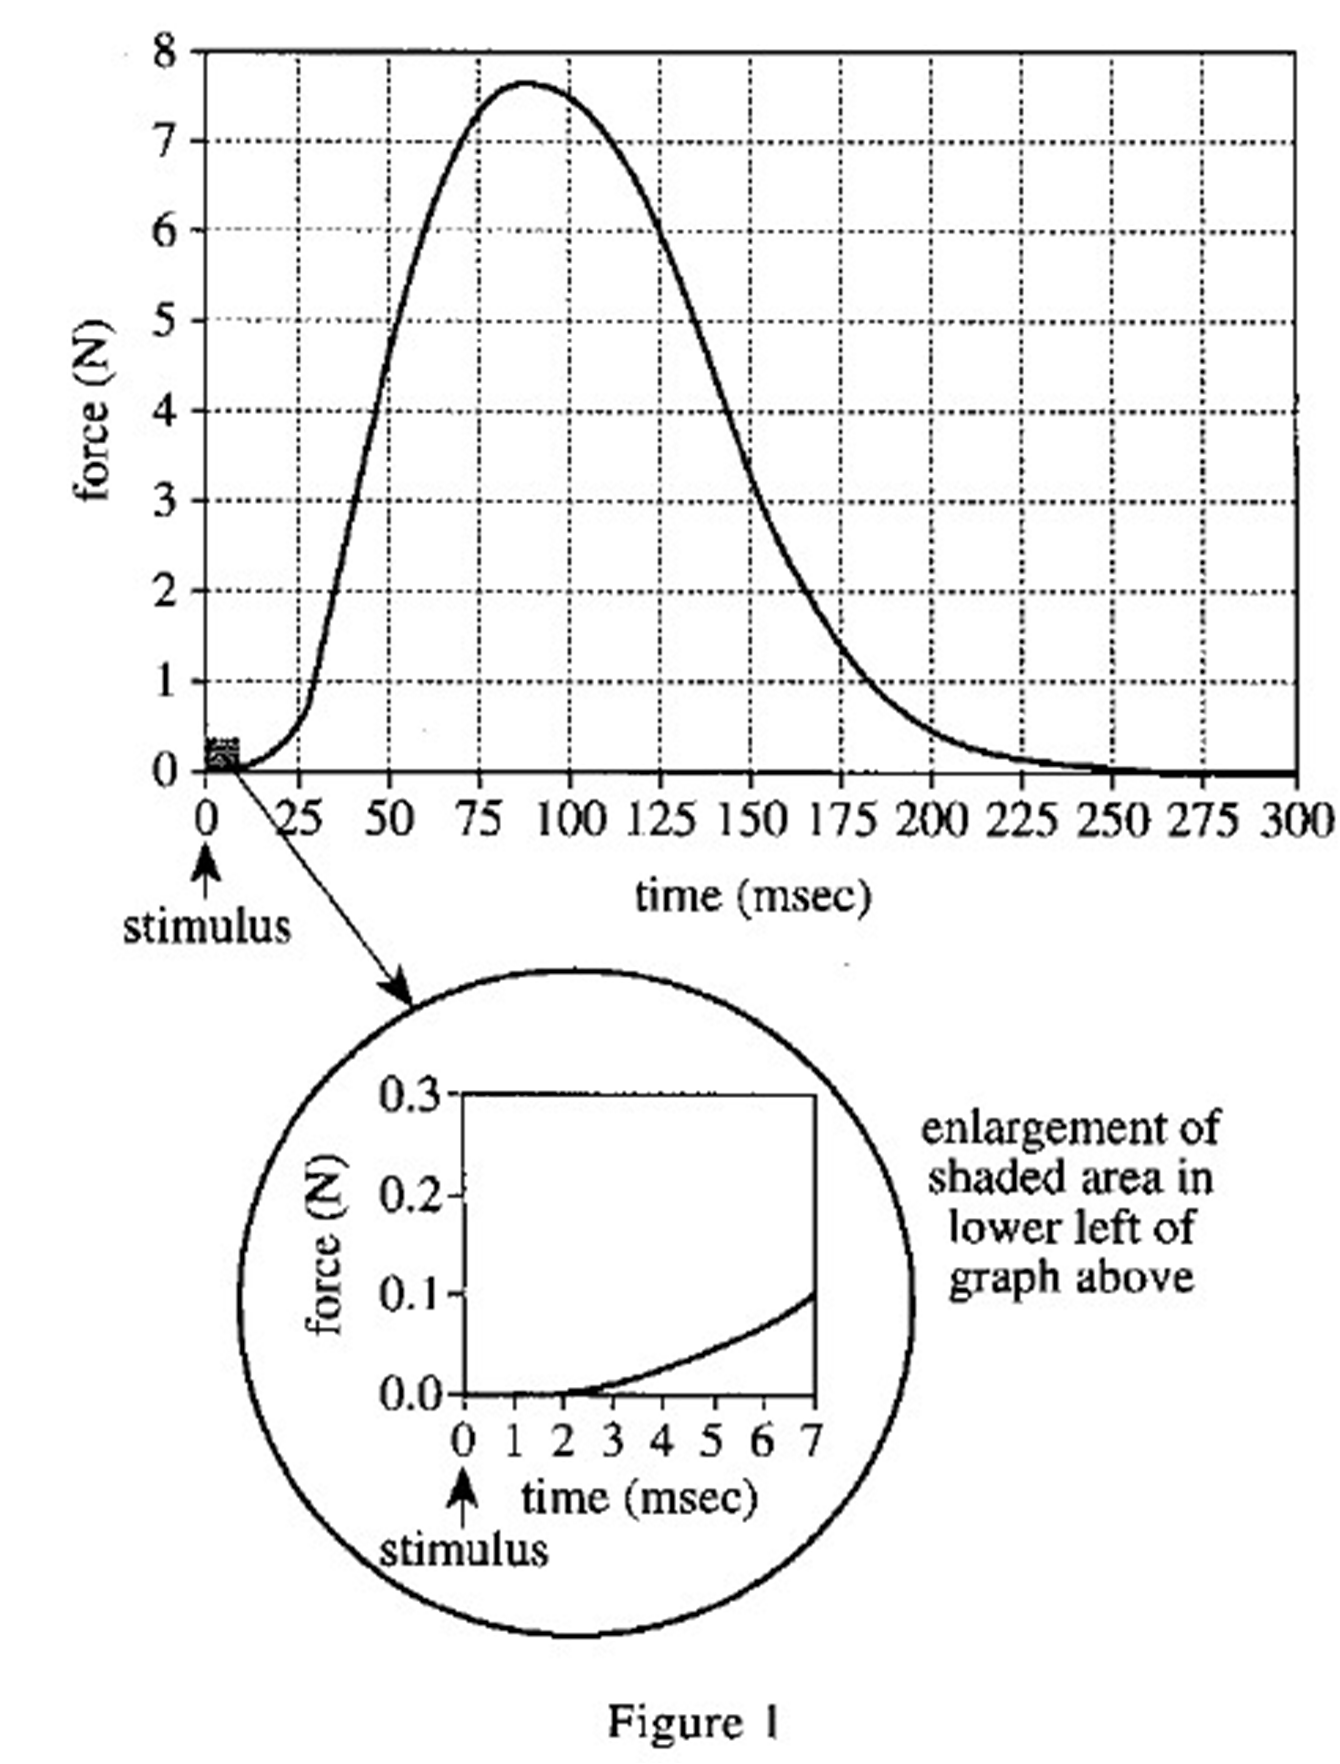 8
7
6
5
4
3
2
1
0
force (N)
0 25 50 75 100 125 150 175 200 225 250 275 300
time (msec)
stimulus
0.3
0.2
0.1
0.0
force (N)
0 1 2 3 4 5 6 7
time (msec)
stimulus
enlargement of
shaded area in
lower left of
graph above
Figure 1